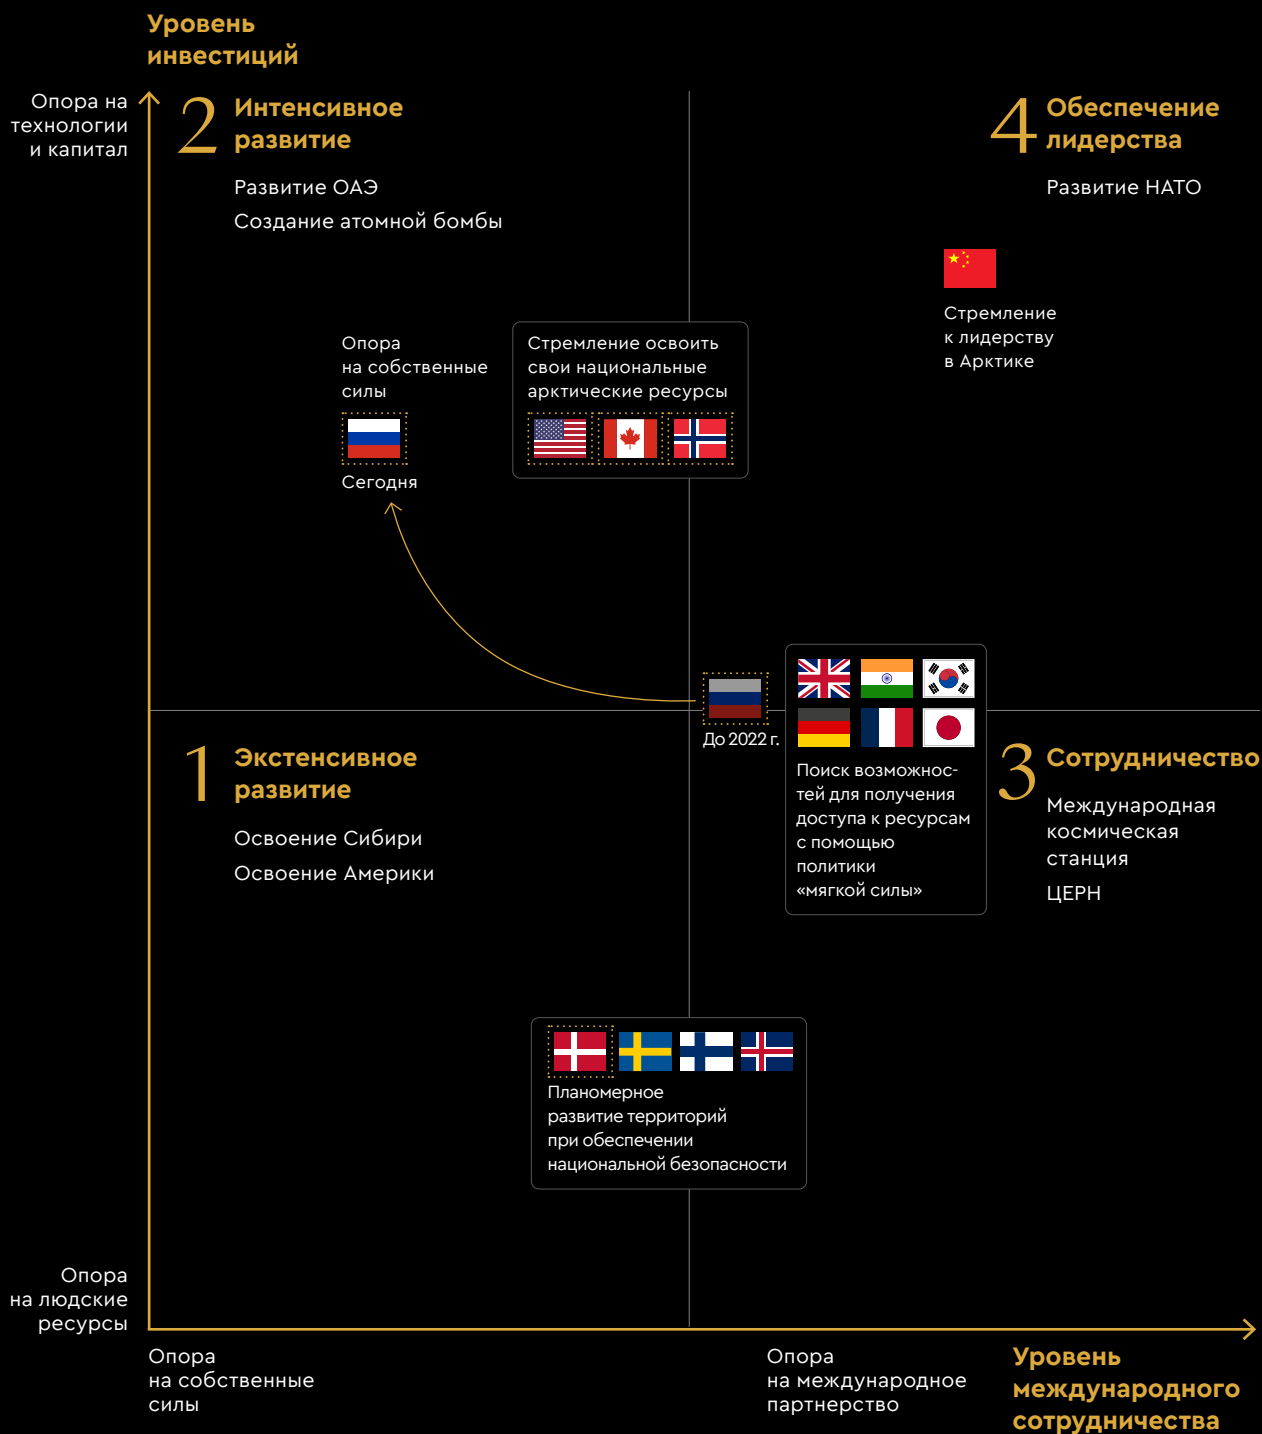 Уровень
инвестиций
Опора на
технологии
и капитал
2
Интенсивное
развитие
Развитие ОАЭ
Создание атомной бомбы
4
Обеспечение
лидерства
Развитие НАТО
Стремление
к лидерству
в Арктике
Опора
на собственные
силы
Сегодня
Стремление освоить
свои национальные
арктические ресурсы
До 2022 г.
1
Экстенсивное
развитие
Освоение Сибири
Освоение Америки
Поиск возможнос-
тей для получения
доступа к ресурсам
с помощью
политики
«мягкой силы»
3
Сотрудничество
Международная
космическая
станция
ЦЕРН
Планомерное
развитие территорий
при обеспечении
национальной безопасности
Опора
на людские
ресурсы
Опора
на собственные
силы
Опора
на международное
партнерство
Уровень
международного
сотрудничества